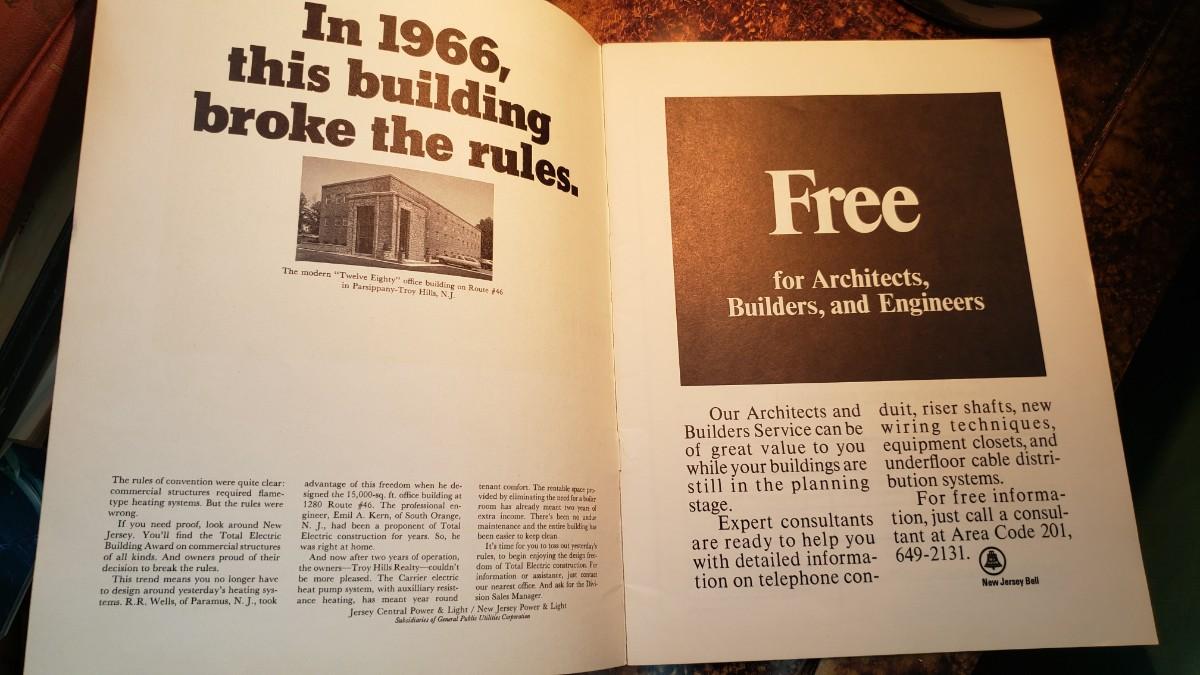 In 1966,
this building
broke the rules.
The modern "Twelve Eighty" office building on Route #46
in Parsippany-Troy Hills, N.J.
The rules of convention were quite clear:
commercial structures required flame-
type heating systems. But the rules were
wrong.
If you need proof, look around New
Jersey. You'll find the Total Electric
Building Award on commercial structures
of all kinds. And owners proud of their
decision to break the rules.
This trend means you no longer have
to design around yesterday's heating sys-
tems. R.R. Wells, of Paramus, N. J., took
advantage of this freedom when he de-
signed the 15,000-sq. ft. office building at
1280 Route #46. The professional en-
gineer, Emil A. Kern, of South Orange,
N. J., had been a proponent of Total
Electric construction for years. So, he
was right at home.
And now after two years of operation,
the owners—Troy Hills Realty—couldn't
be more pleased. The Carrier electric
heat pump system, with auxilliary resist-
ance heating, has meant year round
tenant comfort. The rentable space pro-
vided by eliminating the need for a boiler
room has already meant two years of
extra income. There's been no undue
maintenance and the entire building has
been easier to keep clean.
It's time for you to toss out yesterday's
rules, to begin enjoying the design free-
dom of Total Electric construction. For
information or assistance, just contact
our nearest office. And ask for the Divi-
sion Sales Manager.
Jersey Central Power & Light / New Jersey Power & Light
Subsidiaries of General Public Utilities Corporation
Free
for Architects,
Builders, and Engineers
Our Architects and
Builders Service can be
of great value to you
while your buildings are
still in the planning
stage.
Expert consultants
are ready to help you
with detailed informa-
tion on telephone con-
duit, riser shafts, new
wiring techniques,
equipment closets, and
underfloor cable distri-
bution systems.
For free informa-
tion, just call a consul-
tant at Area Code 201,
649-2131.
New Jersey Bell